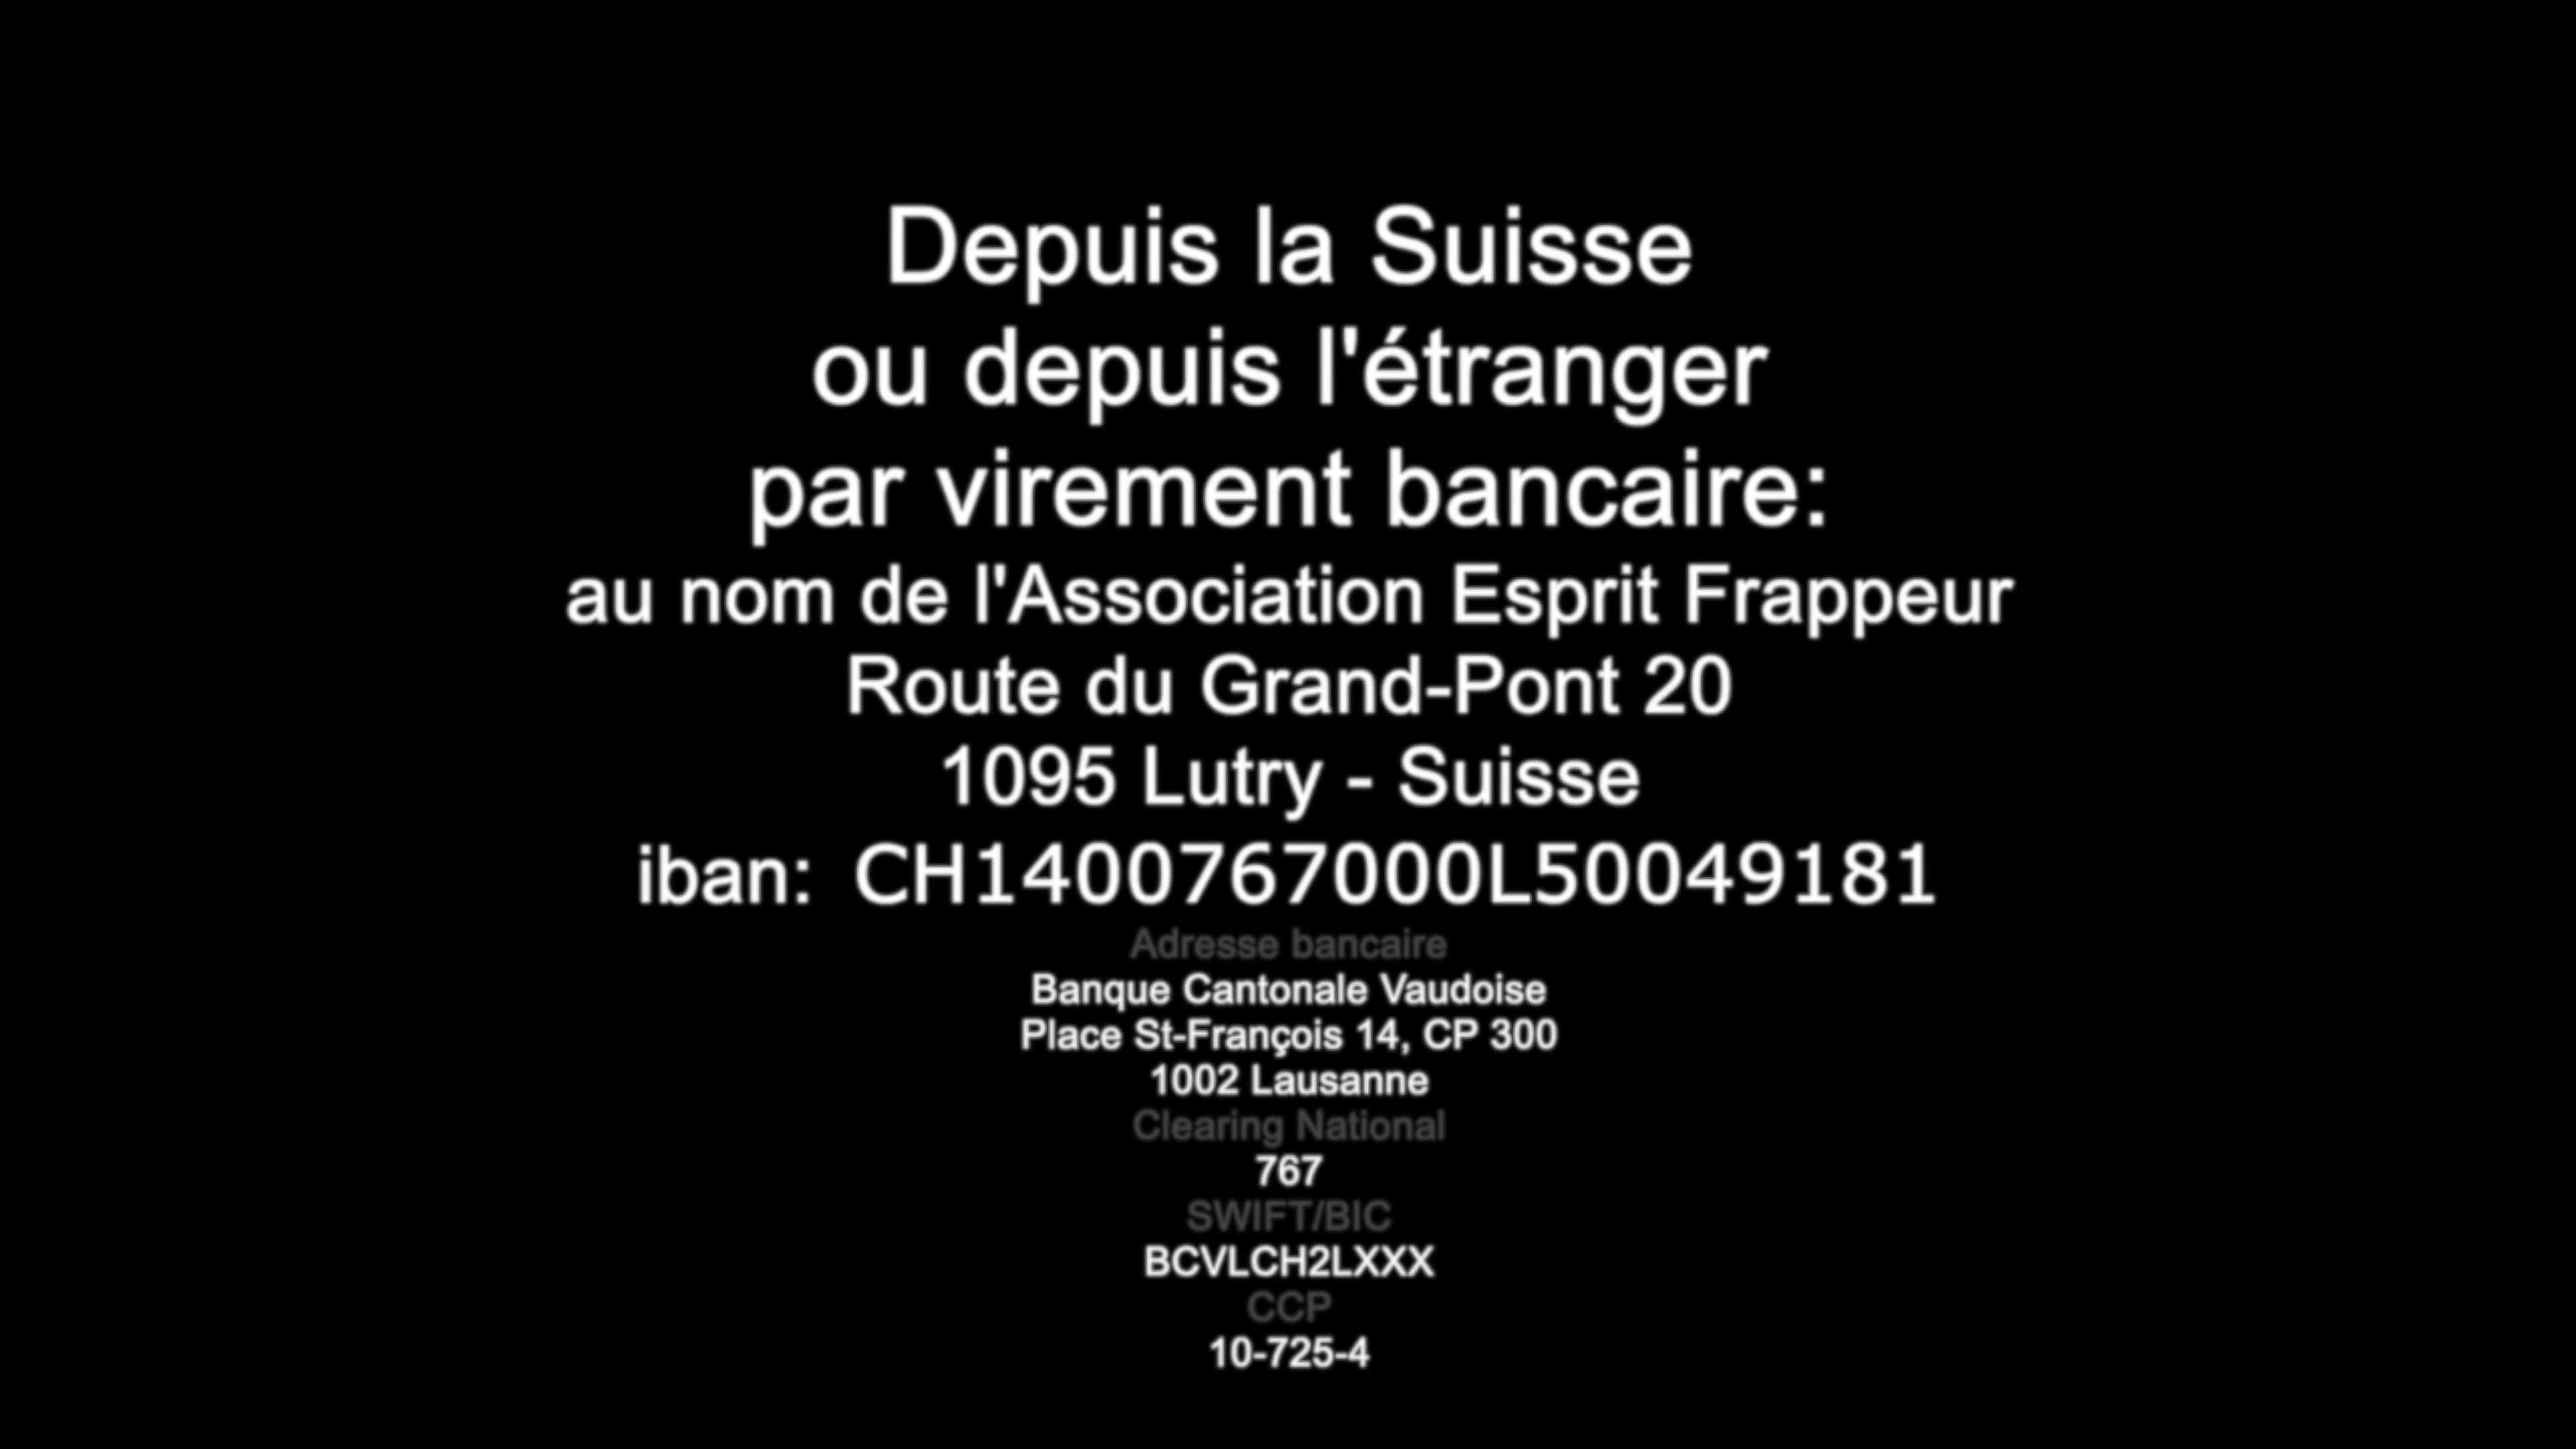 Depuis la Suisse
ou depuis l'étranger
par virement bancaire:
au nom de l'Association Esprit Frappeur
Route du Grand-Pont 20
1095 Lutry - Suisse
iban: CH1400767000L50049181
Adresse bancaire
Banque Cantonale Vaudoise
Place St-François 14, CP 300
1002 Lausanne
Clearing National
767
SWIFT/BIC
BCVLCH2LXXX
CCP
10-725-4